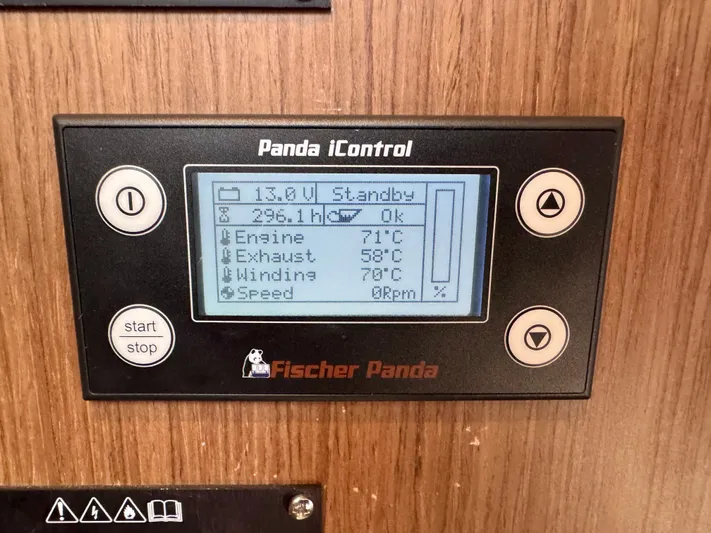 Panda iControl
13.0 V Standby
296.1 h Ok
Engine 71°C
Exhaust 58°C
Winding 70°C
Speed 0Rpm %
start
stop
Fischer Panda